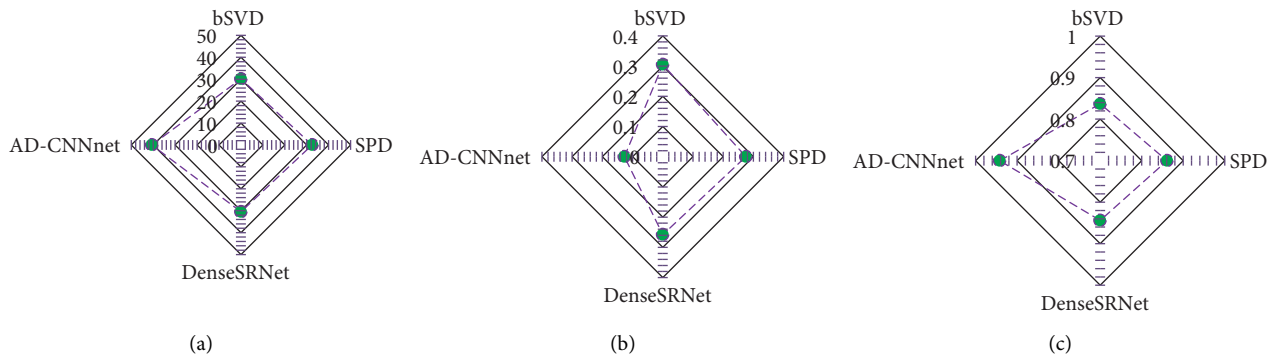 bSVD
50
40
30
20
10
0
AD-CNNnet
SPD
DenseSRNet
(a)
bSVD
0.4
0.3
0.2
0.1
0
AD-CNNnet
SPD
DenseSRNet
(b)
bSVD
1
0.9
0.8
0.7
AD-CNNnet
SPD
DenseSRNet
(c)